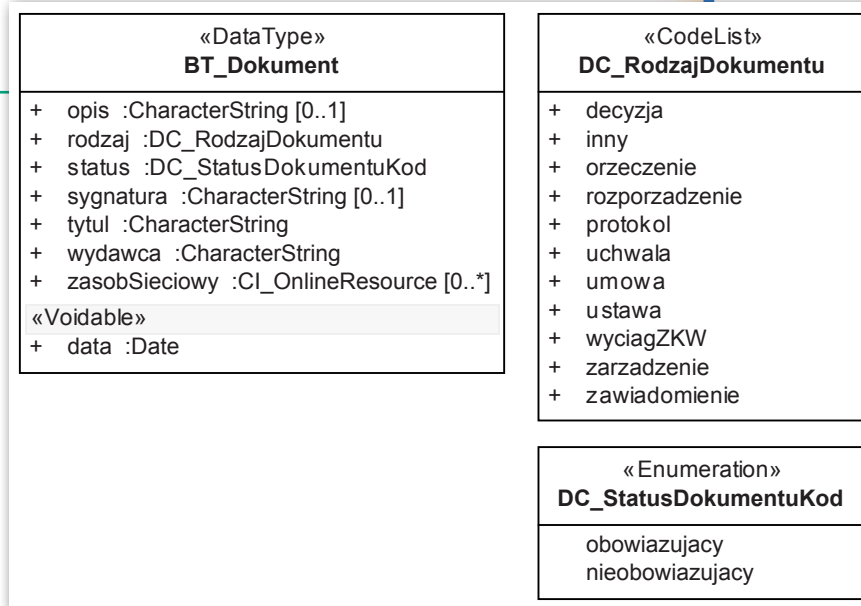 «DataType»
BT_Dokument
+ opis :CharacterString [0..1]
+ rodzaj :DC_RodzajDokumentu
+ status :DC_StatusDokumentuKod
+ sygnatura :CharacterString [0..1]
+ tytul :CharacterString
+ wydawca :CharacterString
+ zasobSieciowy :CI_OnlineResource [0..*]
«Voidable»
+ data :Date
«CodeList»
DC_RodzajDokumentu
+ decyzja
+ inny
+ orzeczenie
+ rozporzadzenie
+ protokol
+ uchwala
+ umowa
+ ustawa
+ wyciagZKW
+ zarzadzenie
+ zawiadomienie
«Enumeration»
DC_StatusDokumentuKod
obowiazujacy
nieobowiazujacy